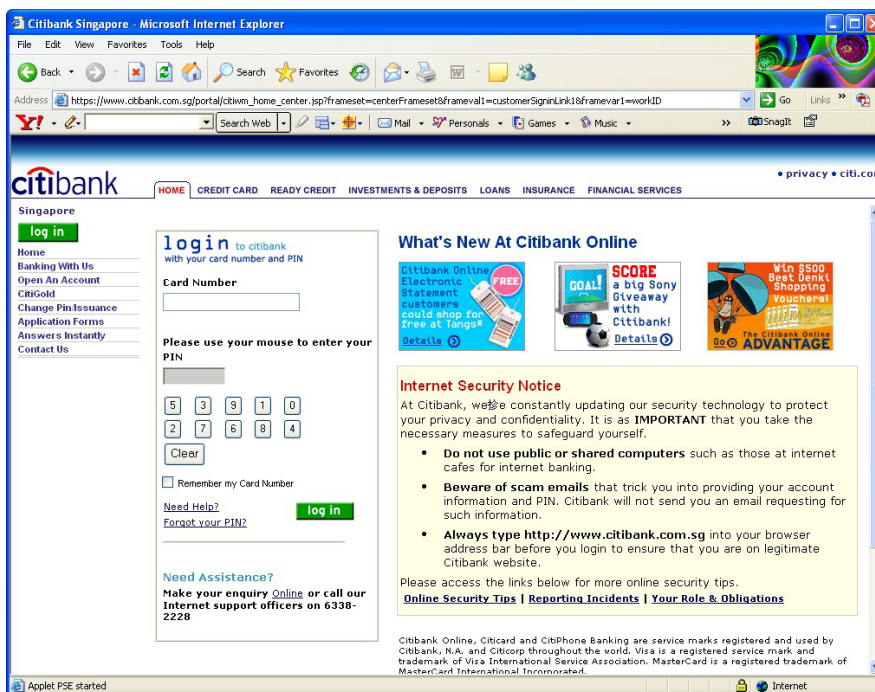 Citibank Singapore - Microsoft Internet Explorer
File Edit View Favorites Tools Help
Back Search Favorites
Address https://www.citibank.com.sg/portal/citiwm_home_center.jsp?frameset=centerFrameset&frameval1=customerSigninLink1&framevar1=workID Go Links »
Y! Search Web Mail Personals Games Music » SnagIt
citibank
• privacy • citi.co
HOME CREDIT CARD READY CREDIT INVESTMENTS & DEPOSITS LOANS INSURANCE FINANCIAL SERVICES
Singapore
log in
Home
Banking With Us
Open An Account
CitiGold
Change Pin/Issuance
Application Forms
Answers Instantly
Contact Us
login to citibank
with your card number and PIN
Card Number
Please use your mouse to enter your
PIN
5 3 9 1 0
2 7 6 8 4
Clear
Remember my Card Number
Need Help?
Forgot your PIN?
log in
Need Assistance?
Make your enquiry Online or call our
Internet support officers on 6338-
2228
What's New At Citibank Online
Citibank Online
Electronic
Statement
customers
could shop for
free at Tangs*
Details
FREE
GOAL!
SCORE
a big Sony
Giveaway
with
Citibank!
Details
Win $500
Best Denki
Shopping
Vouchers!
The Citibank Online
Go ADVANTAGE
Internet Security Notice
At Citibank, we constantly updating our security technology to protect
your privacy and confidentiality. It is as IMPORTANT that you take the
necessary measures to safeguard yourself.
• Do not use public or shared computers such as those at internet
cafes for internet banking.
• Beware of scam emails that trick you into providing your account
information and PIN. Citibank will not send you an email requesting for
such information.
• Always type http://www.citibank.com.sg into your browser
address bar before you login to ensure that you are on legitimate
Citibank website.
Please access the links below for more online security tips.
Online Security Tips | Reporting Incidents | Your Role & Obligations
Citibank Online, Citicard and CitiPhone Banking are service marks registered and used by
Citibank, N.A. and Citicorp throughout the world. Visa is a registered service mark and
trademark of Visa International Service Association. MasterCard is a registered trademark of
MasterCard International Incorporated.
Applet PSE started Internet